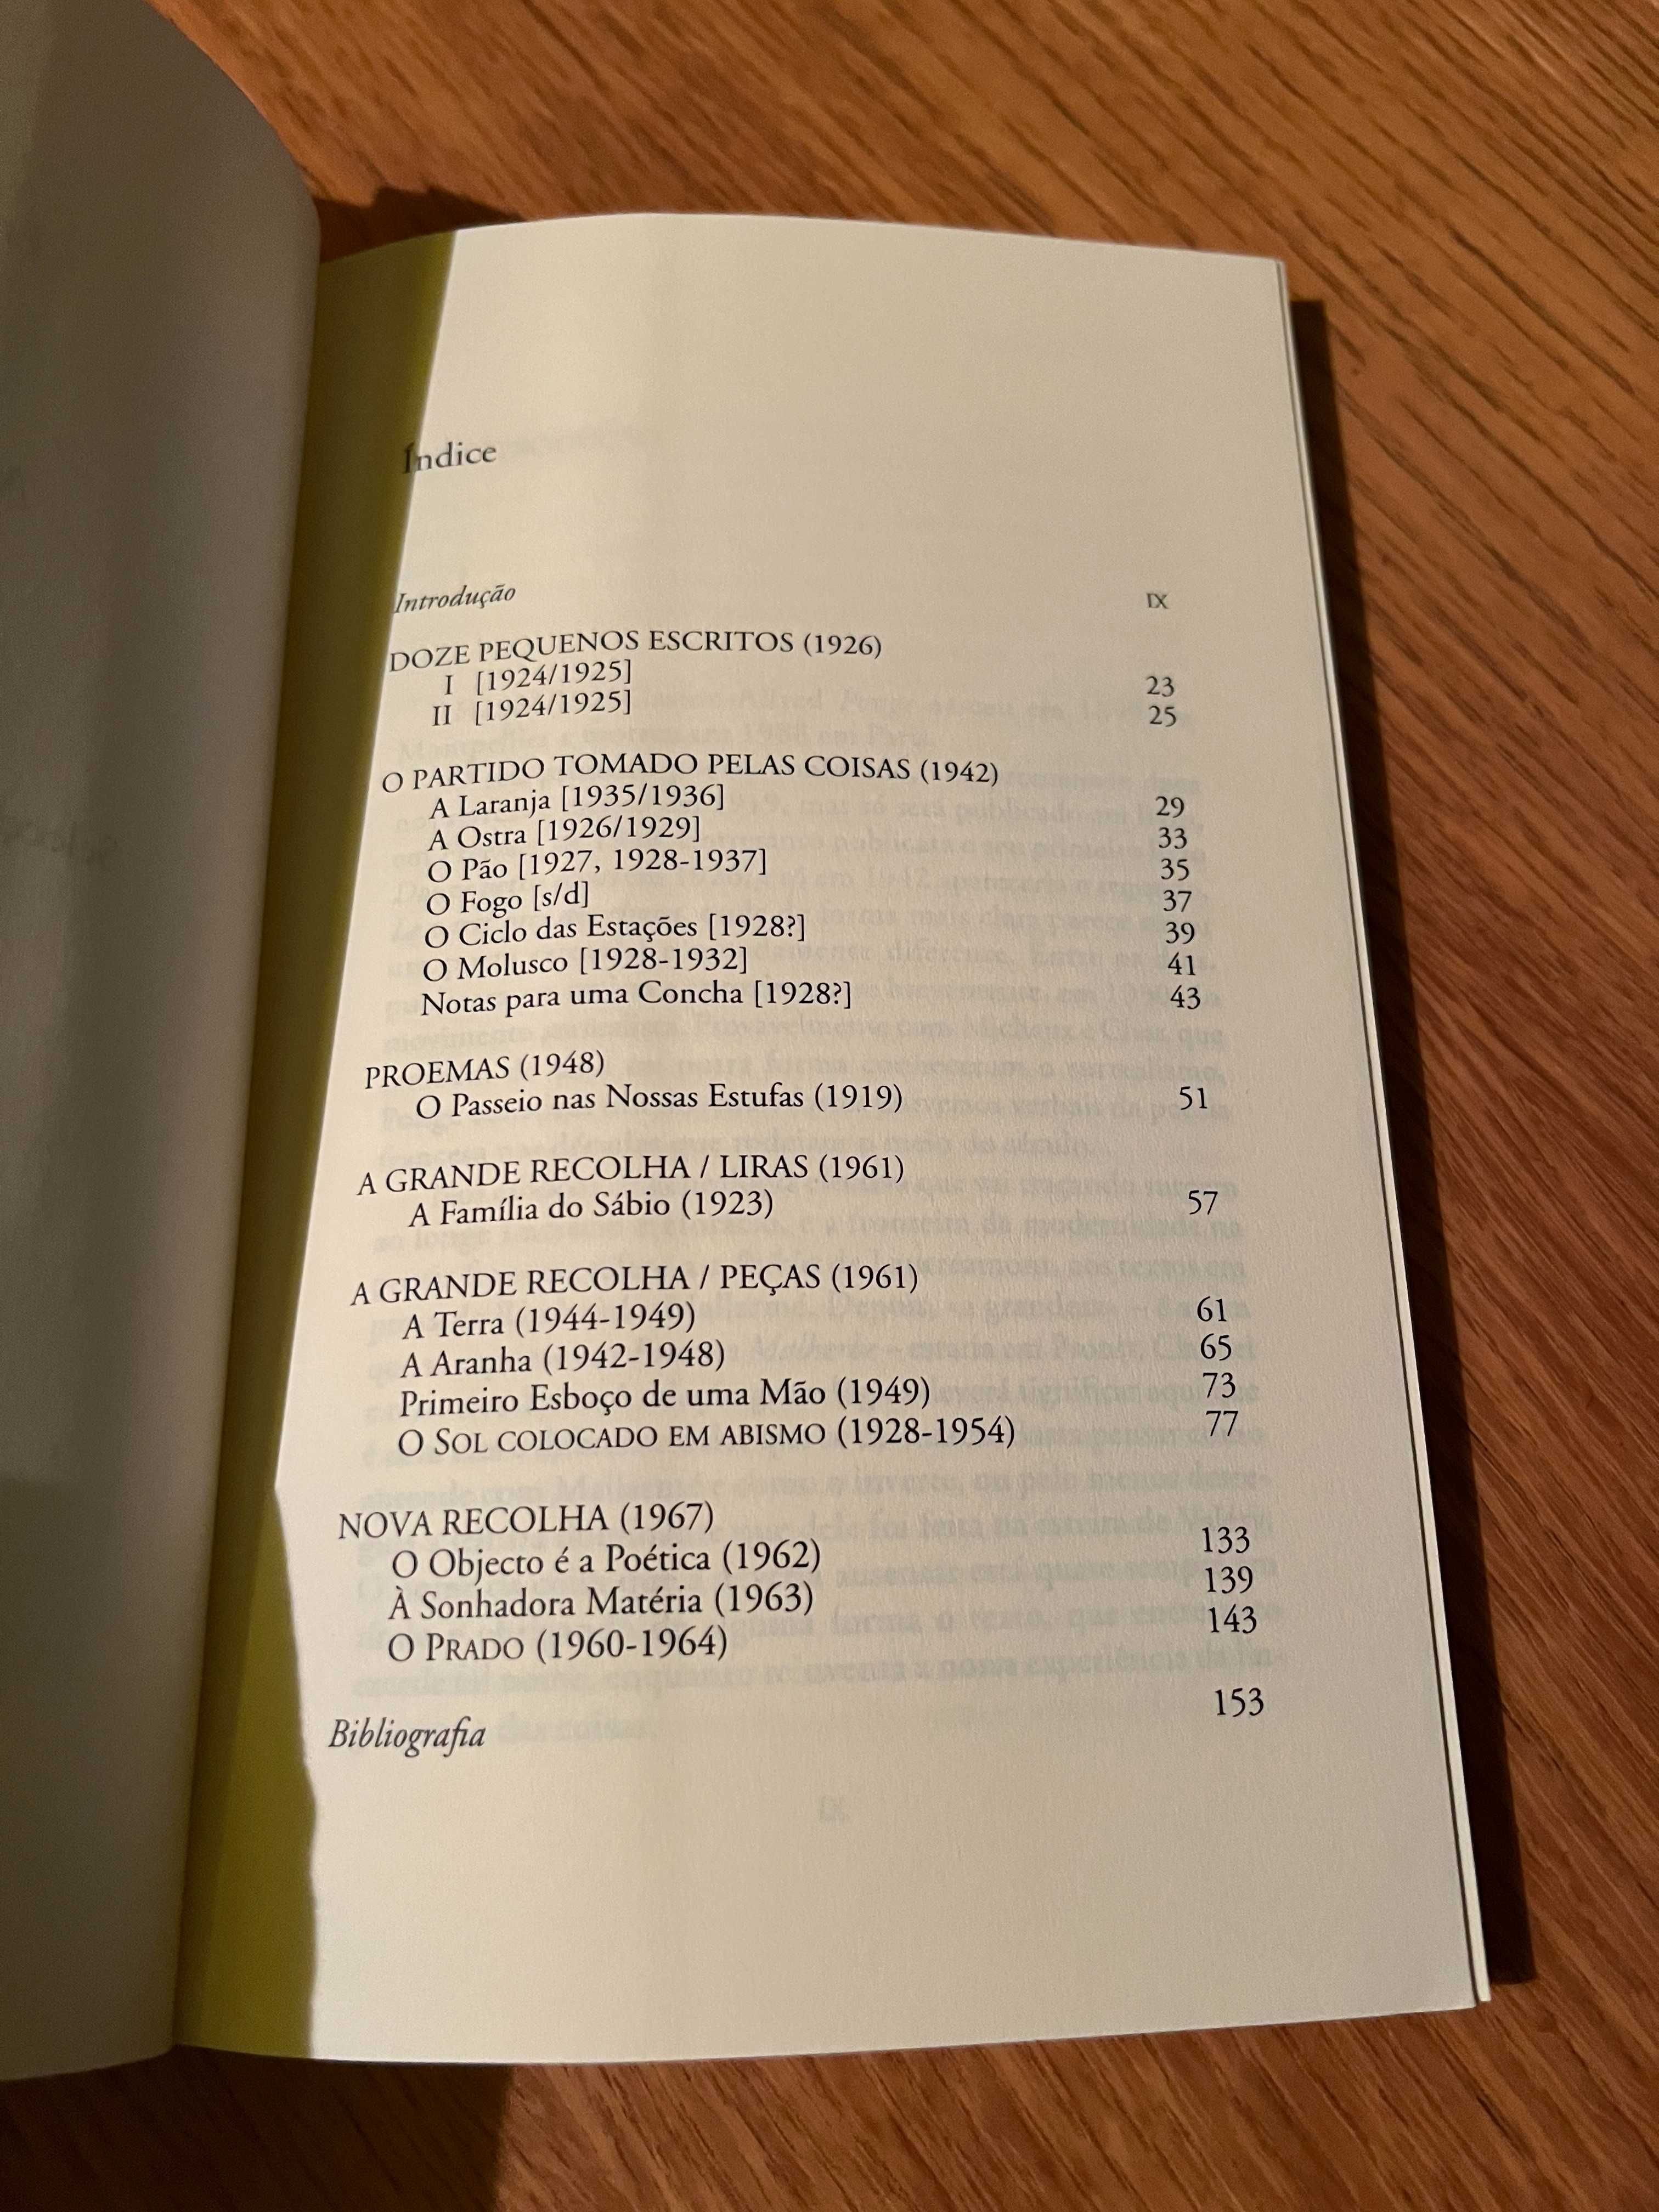 Índice
Introdução IX
DOZE PEQUENOS ESCRITOS (1926)
I [1924/1925] 23
II [1924/1925] 25
O PARTIDO TOMADO PELAS COISAS (1942)
A Laranja [1935/1936] 29
A Ostra [1926/1929] 33
O Pão [1927, 1928-1937] 35
O Fogo [s/d] 37
O Ciclo das Estações [1928?] 39
O Molusco [1928-1932] 41
Notas para uma Concha [1928?] 43
PROEMAS (1948)
O Passeio nas Nossas Estufas (1919) 51
A GRANDE RECOLHA / LIRAS (1961)
A Família do Sábio (1923) 57
A GRANDE RECOLHA / PEÇAS (1961)
A Terra (1944-1949) 61
A Aranha (1942-1948) 65
Primeiro Esboço de uma Mão (1949) 73
O SOL COLOCADO EM ABISMO (1928-1954) 77
NOVA RECOLHA (1967)
O Objecto é a Poética (1962) 133
À Sonhadora Matéria (1963) 139
O PRADO (1960-1964) 143
Bibliografia 153